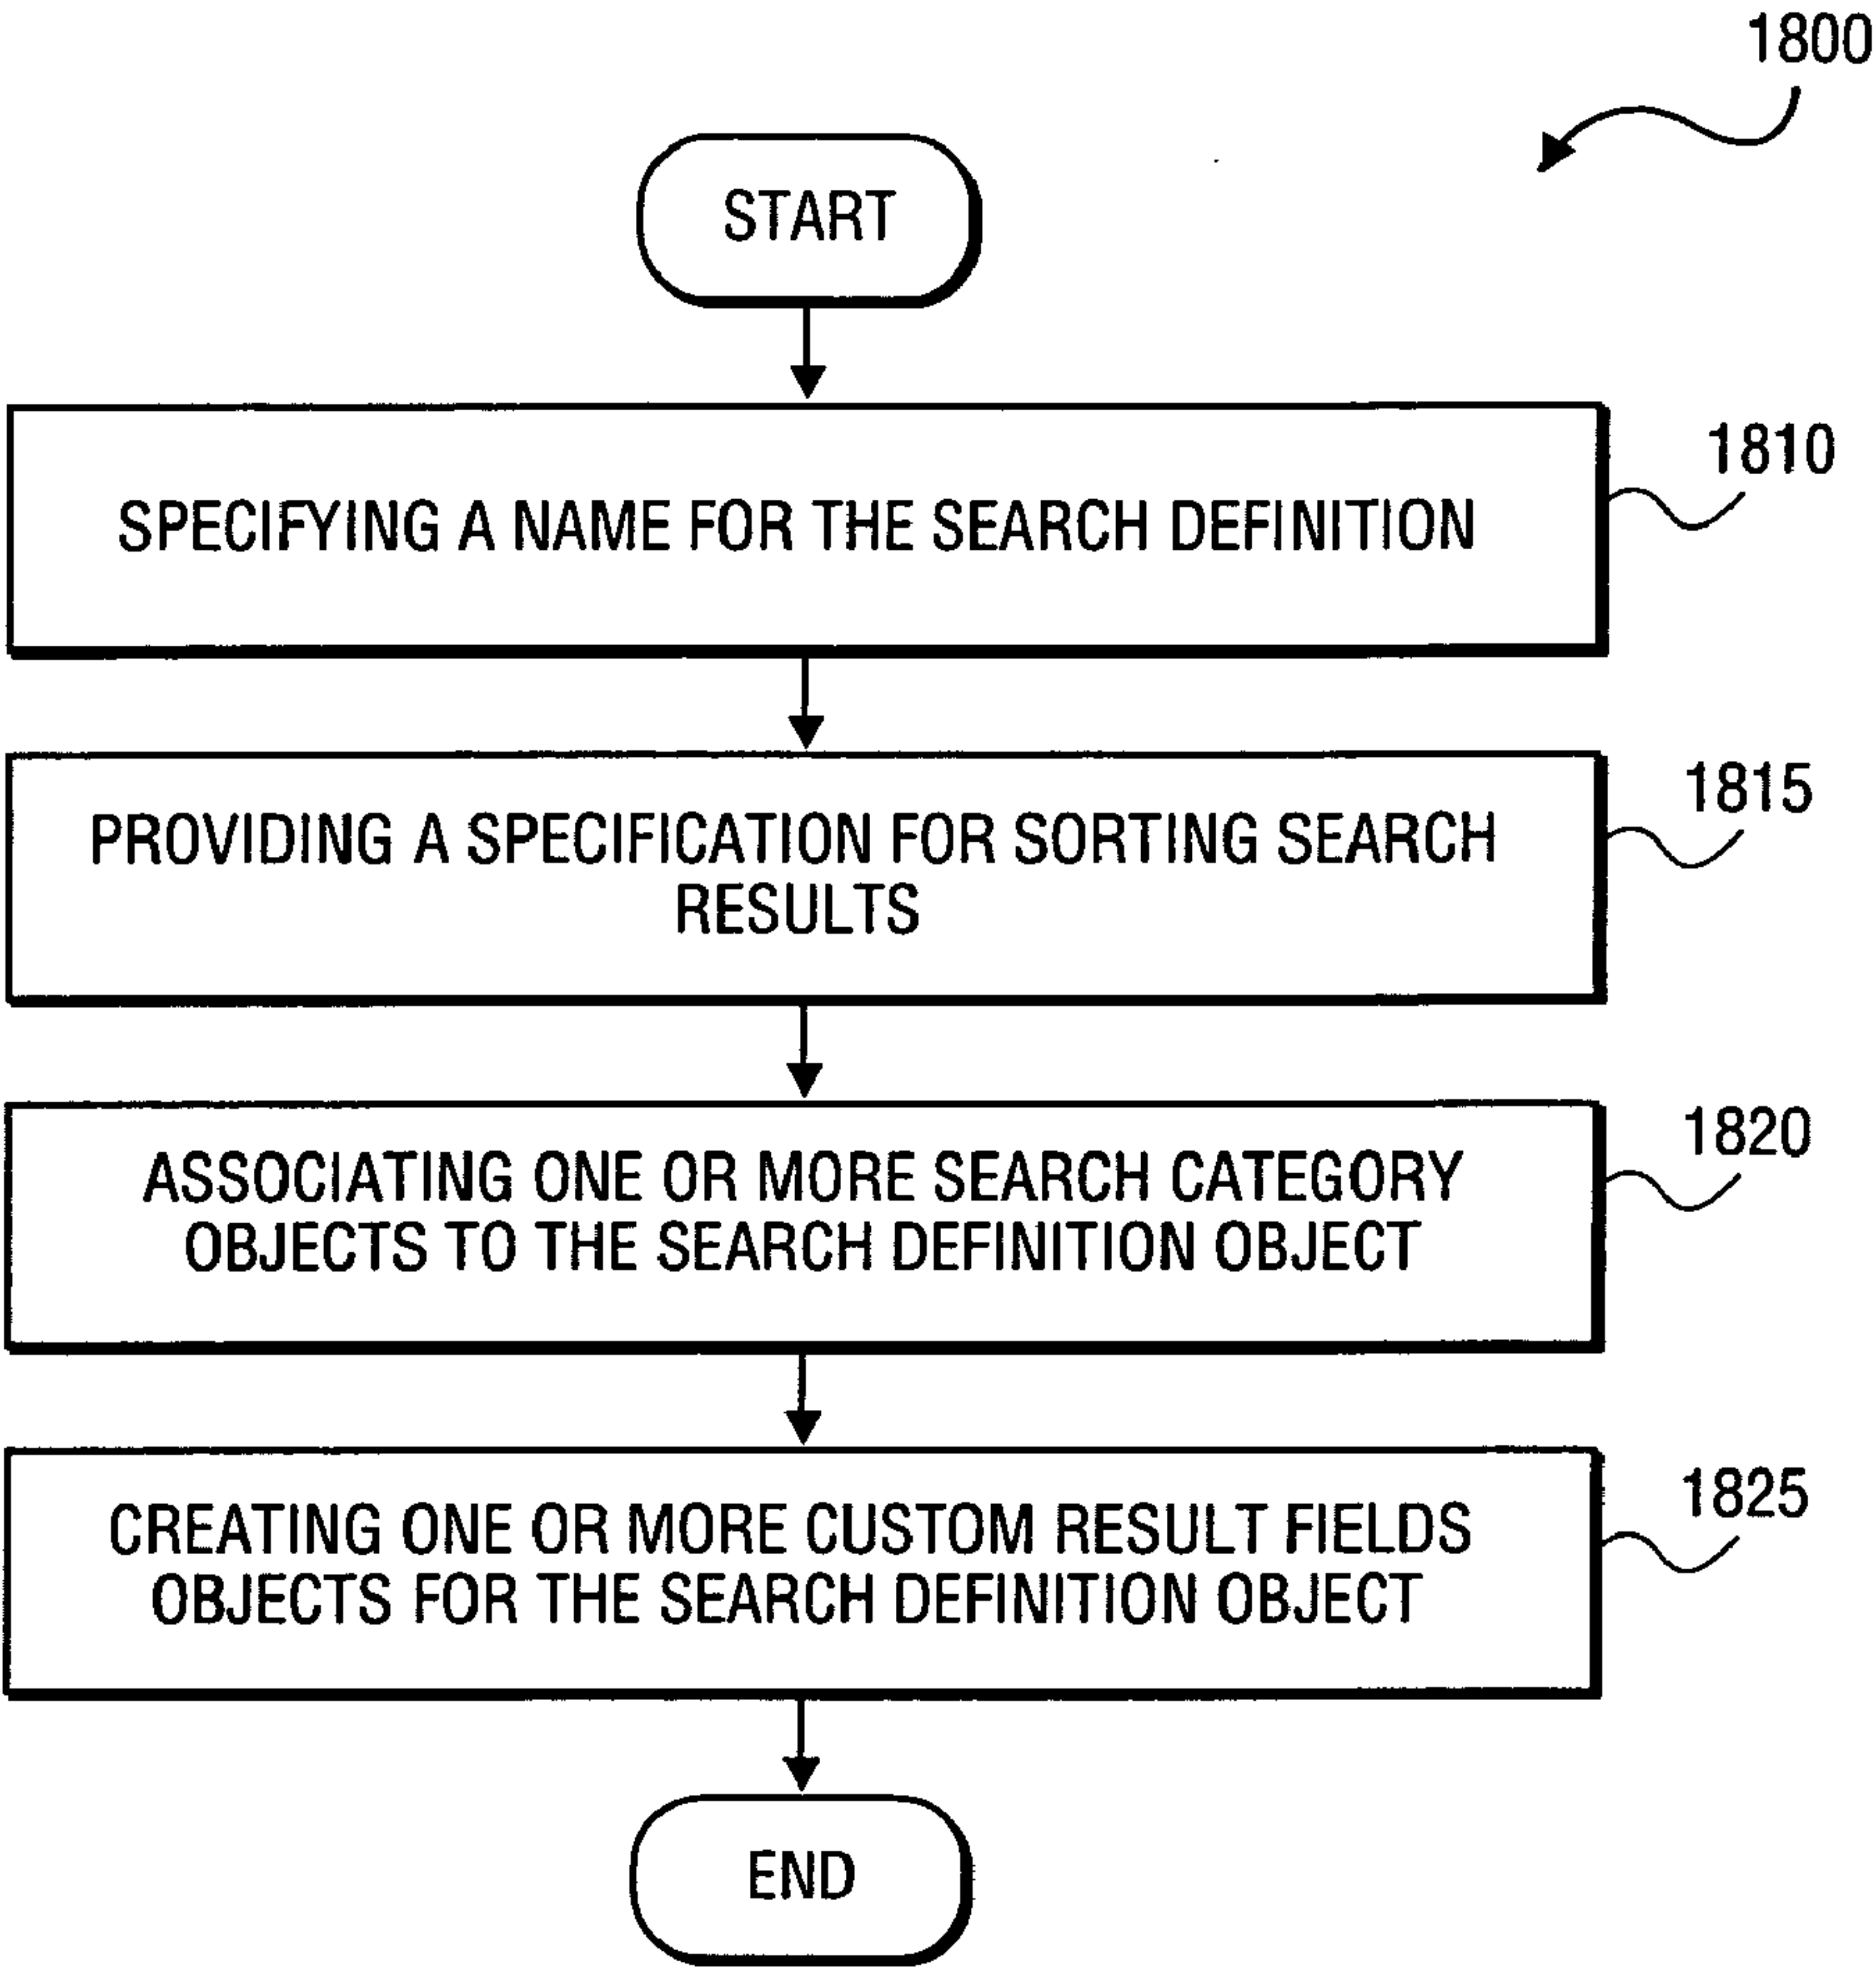 1800
START
SPECIFYING A NAME FOR THE SEARCH DEFINITION
1810
PROVIDING A SPECIFICATION FOR SORTING SEARCH
RESULTS
1815
ASSOCIATING ONE OR MORE SEARCH CATEGORY
OBJECTS TO THE SEARCH DEFINITION OBJECT
1820
CREATING ONE OR MORE CUSTOM RESULT FIELDS
OBJECTS FOR THE SEARCH DEFINITION OBJECT
1825
END